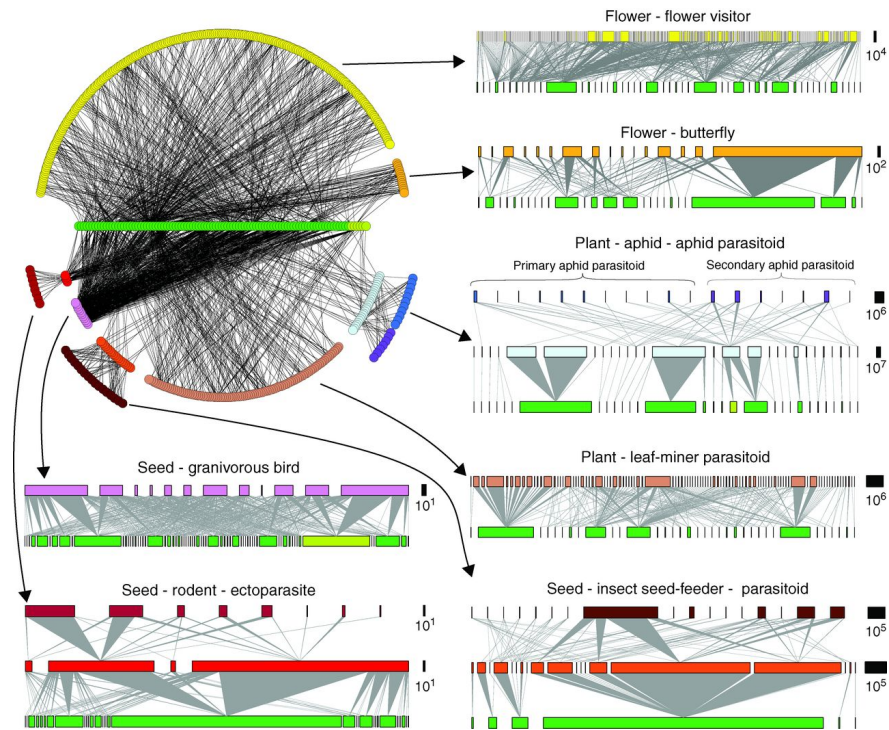 Flower - flower visitor
10⁴
Flower - butterfly
10²
Plant - aphid - aphid parasitoid
Primary aphid parasitoid
Secondary aphid parasitoid
10⁶
10⁷
Seed - granivorous bird
10¹
Plant - leaf-miner parasitoid
10⁶
Seed - rodent - ectoparasite
10¹
10¹
Seed - insect seed-feeder - parasitoid
10⁵
10⁵